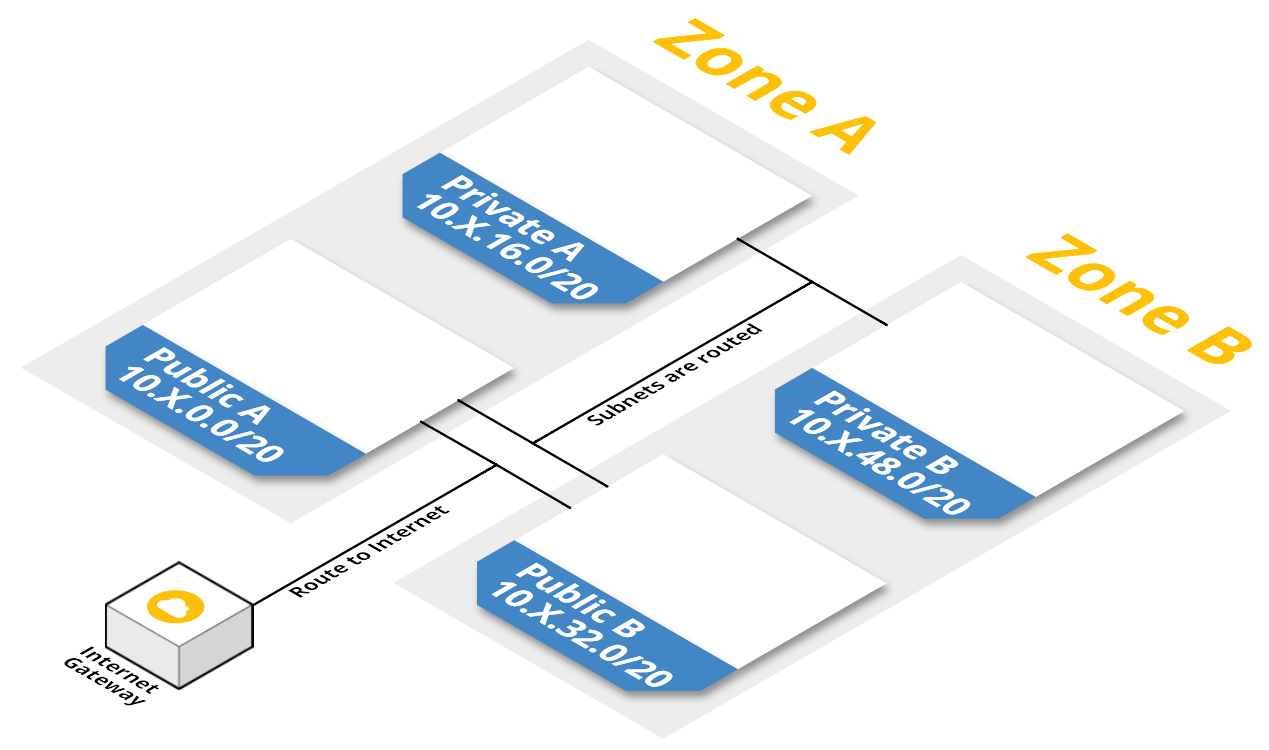 Zone A
Private A
10.X.16.0/20
Public A
10.X.0.0/20
Zone B
Private B
10.X.48.0/20
Public B
10.X.32.0/20
Subnets are routed
Route to Internet
Internet
Gateway